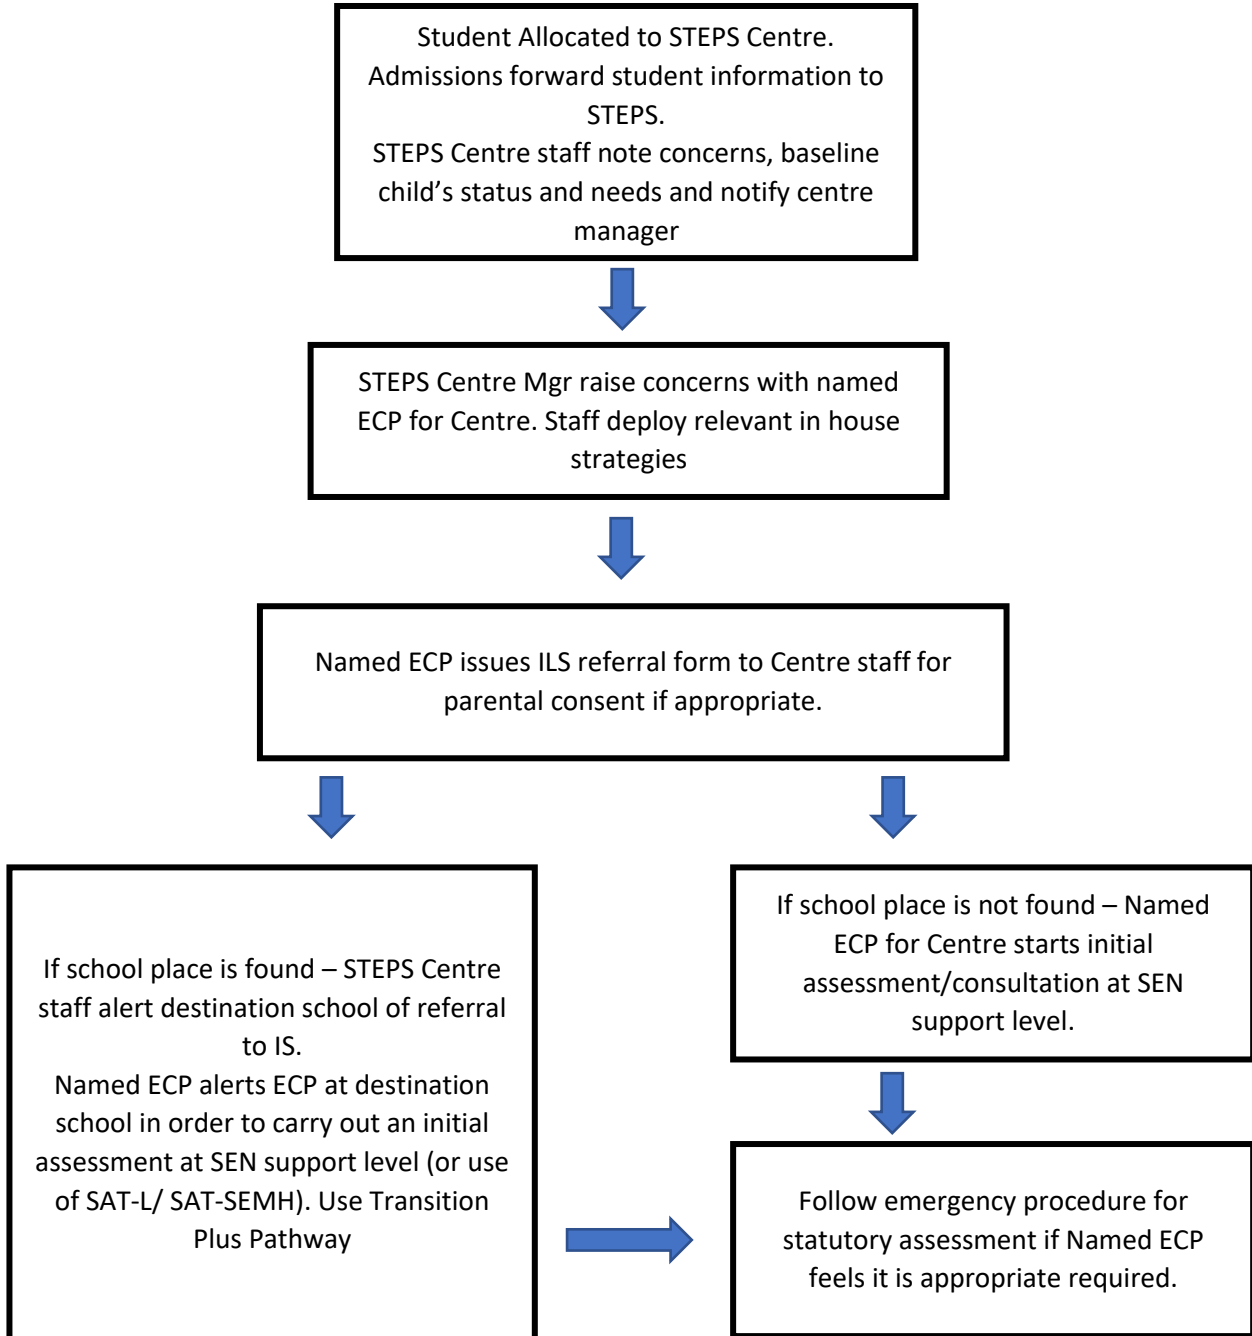 Student Allocated to STEPS Centre.
Admissions forward student information to
STEPS.
STEPS Centre staff note concerns, baseline
child’s status and needs and notify centre
manager
STEPS Centre Mgr raise concerns with named
ECP for Centre. Staff deploy relevant in house
strategies
Named ECP issues ILS referral form to Centre staff for
parental consent if appropriate.
If school place is found – STEPS Centre
staff alert destination school of referral
to IS.
Named ECP alerts ECP at destination
school in order to carry out an initial
assessment at SEN support level (or use
of SAT-L/ SAT-SEMH). Use Transition
Plus Pathway
If school place is not found – Named
ECP for Centre starts initial
assessment/consultation at SEN
support level.
Follow emergency procedure for
statutory assessment if Named ECP
feels it is appropriate required.